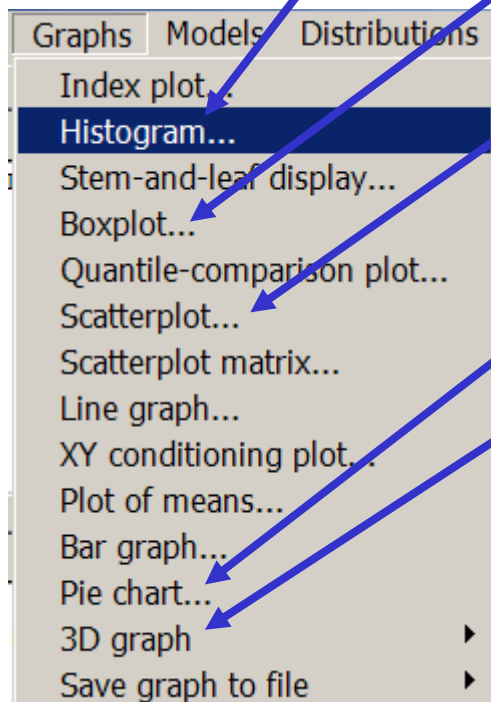 Graphs Models Distributions
Index plot...
Histogram...
Stem-and-leaf display...
Boxplot...
Quantile-comparison plot...
Scatterplot...
Scatterplot matrix...
Line graph...
XY conditioning plot...
Plot of means...
Bar graph...
Pie chart...
3D graph
Save graph to file